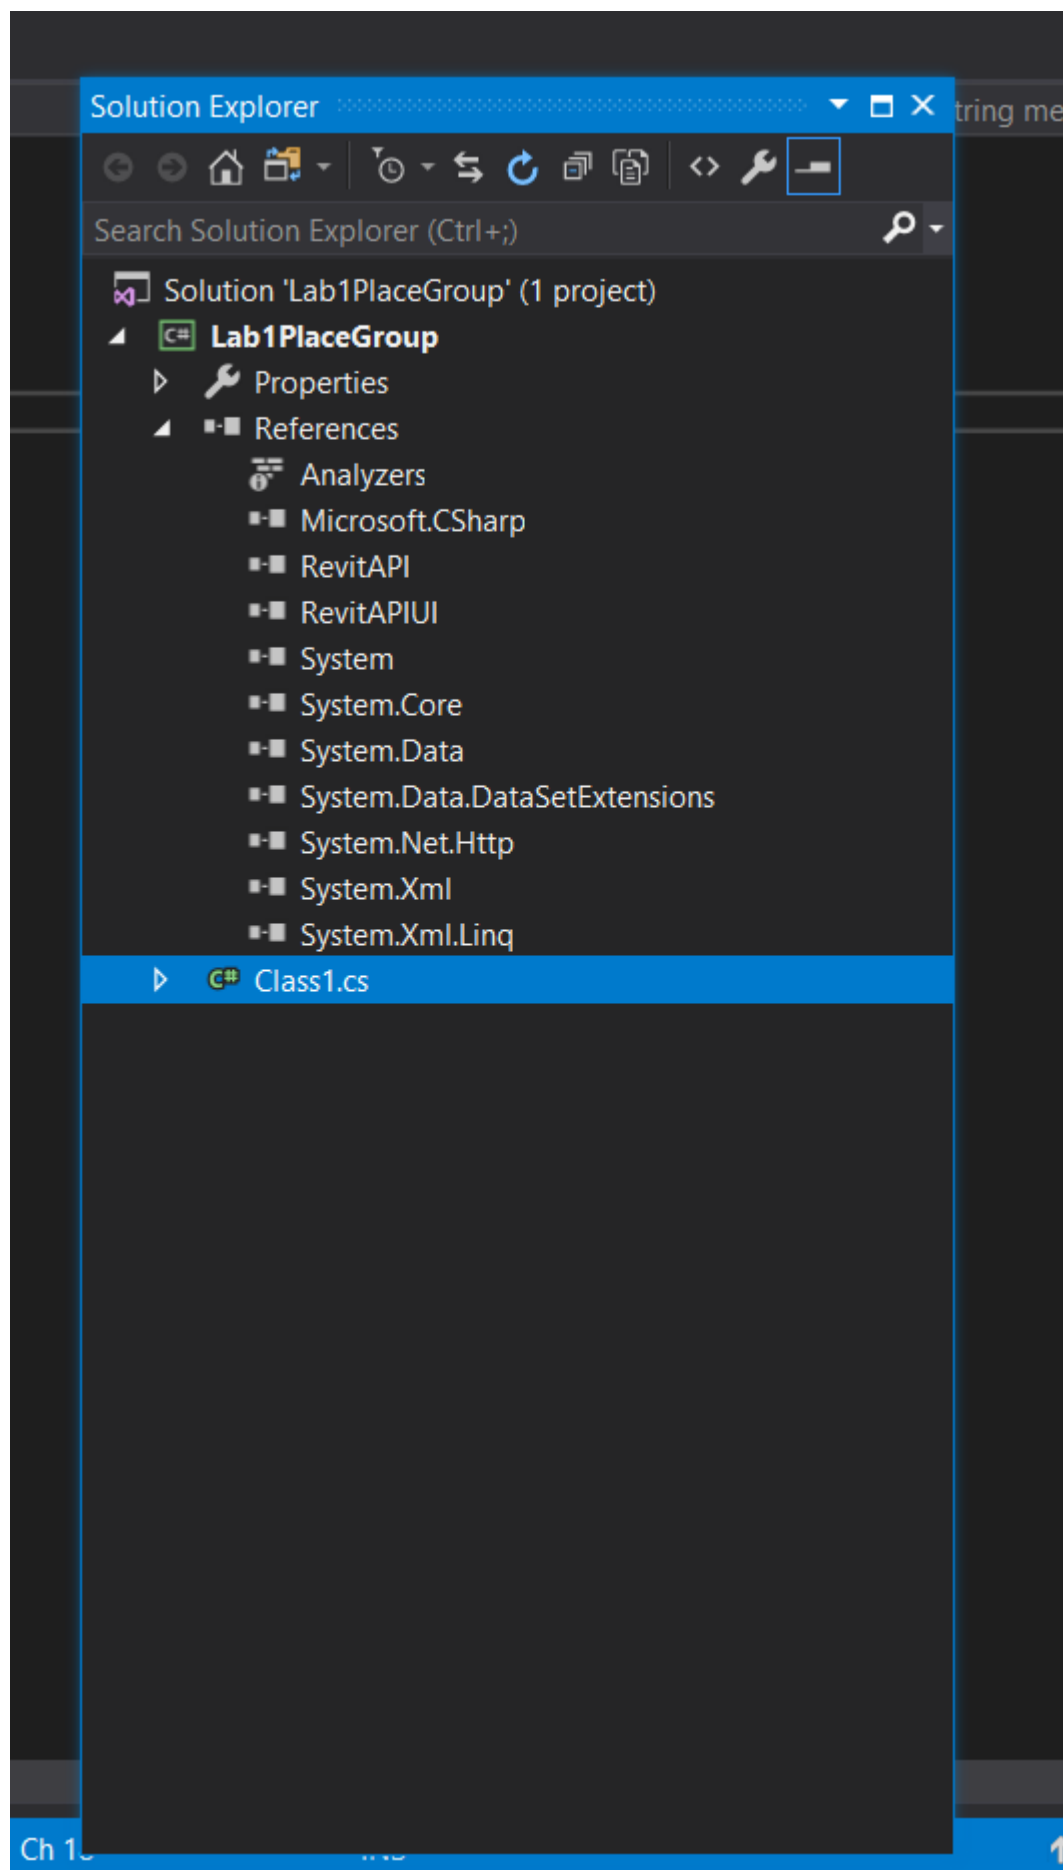 Solution Explorer
tring me
Search Solution Explorer (Ctrl+;)
Solution 'Lab1PlaceGroup' (1 project)
C# Lab1PlaceGroup
Properties
References
Analyzers
Microsoft.CSharp
RevitAPI
RevitAPIUI
System
System.Core
System.Data
System.Data.DataSetExtensions
System.Net.Http
System.Xml
System.Xml.Linq
C# Class1.cs
Ch 1